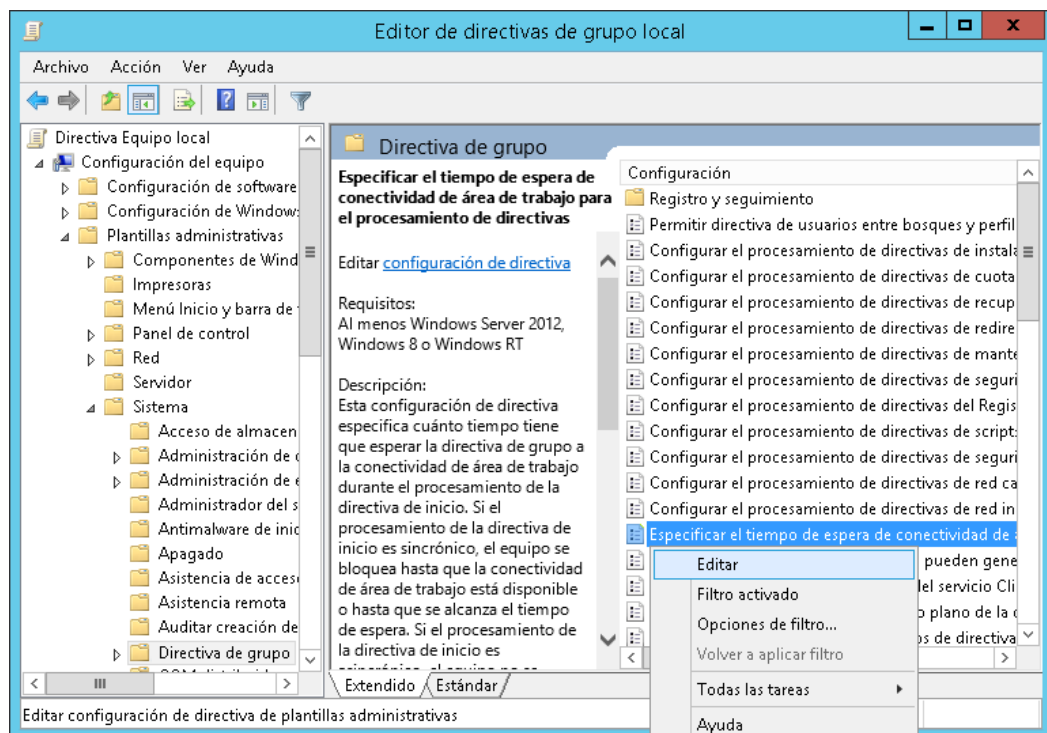 Editor de directivas de grupo local
Archivo Acción Ver Ayuda
Directiva Equipo local
Configuración del equipo
Configuración de software
Configuración de Window
Plantillas administrativas
Componentes de Wind
Impresoras
Menú Inicio y barra de
Panel de control
Red
Servidor
Sistema
Acceso de almacen
Administración de
Administración de
Administrador del s
Antimalware de inic
Apagado
Asistencia de acces
Asistencia remota
Auditar creación de
Directiva de grupo
Directiva de grupo
Especificar el tiempo de espera de
conectividad de área de trabajo para
el procesamiento de directivas
Editar configuración de directiva
Requisitos:
Al menos Windows Server 2012,
Windows 8 o Windows RT
Descripción:
Esta configuración de directiva
especifica cuánto tiempo tiene
que esperar la directiva de grupo a
la conectividad de área de trabajo
durante el procesamiento de la
directiva de inicio. Si el
procesamiento de la directiva de
inicio es sincrónico, el equipo se
bloquea hasta que la conectividad
de área de trabajo está disponible
o hasta que se alcanza el tiempo
de espera. Si el procesamiento de
la directiva de inicio es
Configuración
Registro y seguimiento
Permitir directiva de usuarios entre bosques y perfil
Configurar el procesamiento de directivas de instala
Configurar el procesamiento de directivas de cuota
Configurar el procesamiento de directivas de recup
Configurar el procesamiento de directivas de redire
Configurar el procesamiento de directivas de mante
Configurar el procesamiento de directivas de seguri
Configurar el procesamiento de directivas del Regis
Configurar el procesamiento de directivas de script
Configurar el procesamiento de directivas de seguri
Configurar el procesamiento de directivas de red ca
Configurar el procesamiento de directivas de red in
Especificar el tiempo de espera de conectividad de
pueden gene
del servicio Cli
o plano de la
os de directiva
Editar
Filtro activado
Opciones de filtro...
Volver a aplicar filtro
Todas las tareas
Ayuda
Extendido Estándar
Editar configuración de directiva de plantillas administrativas